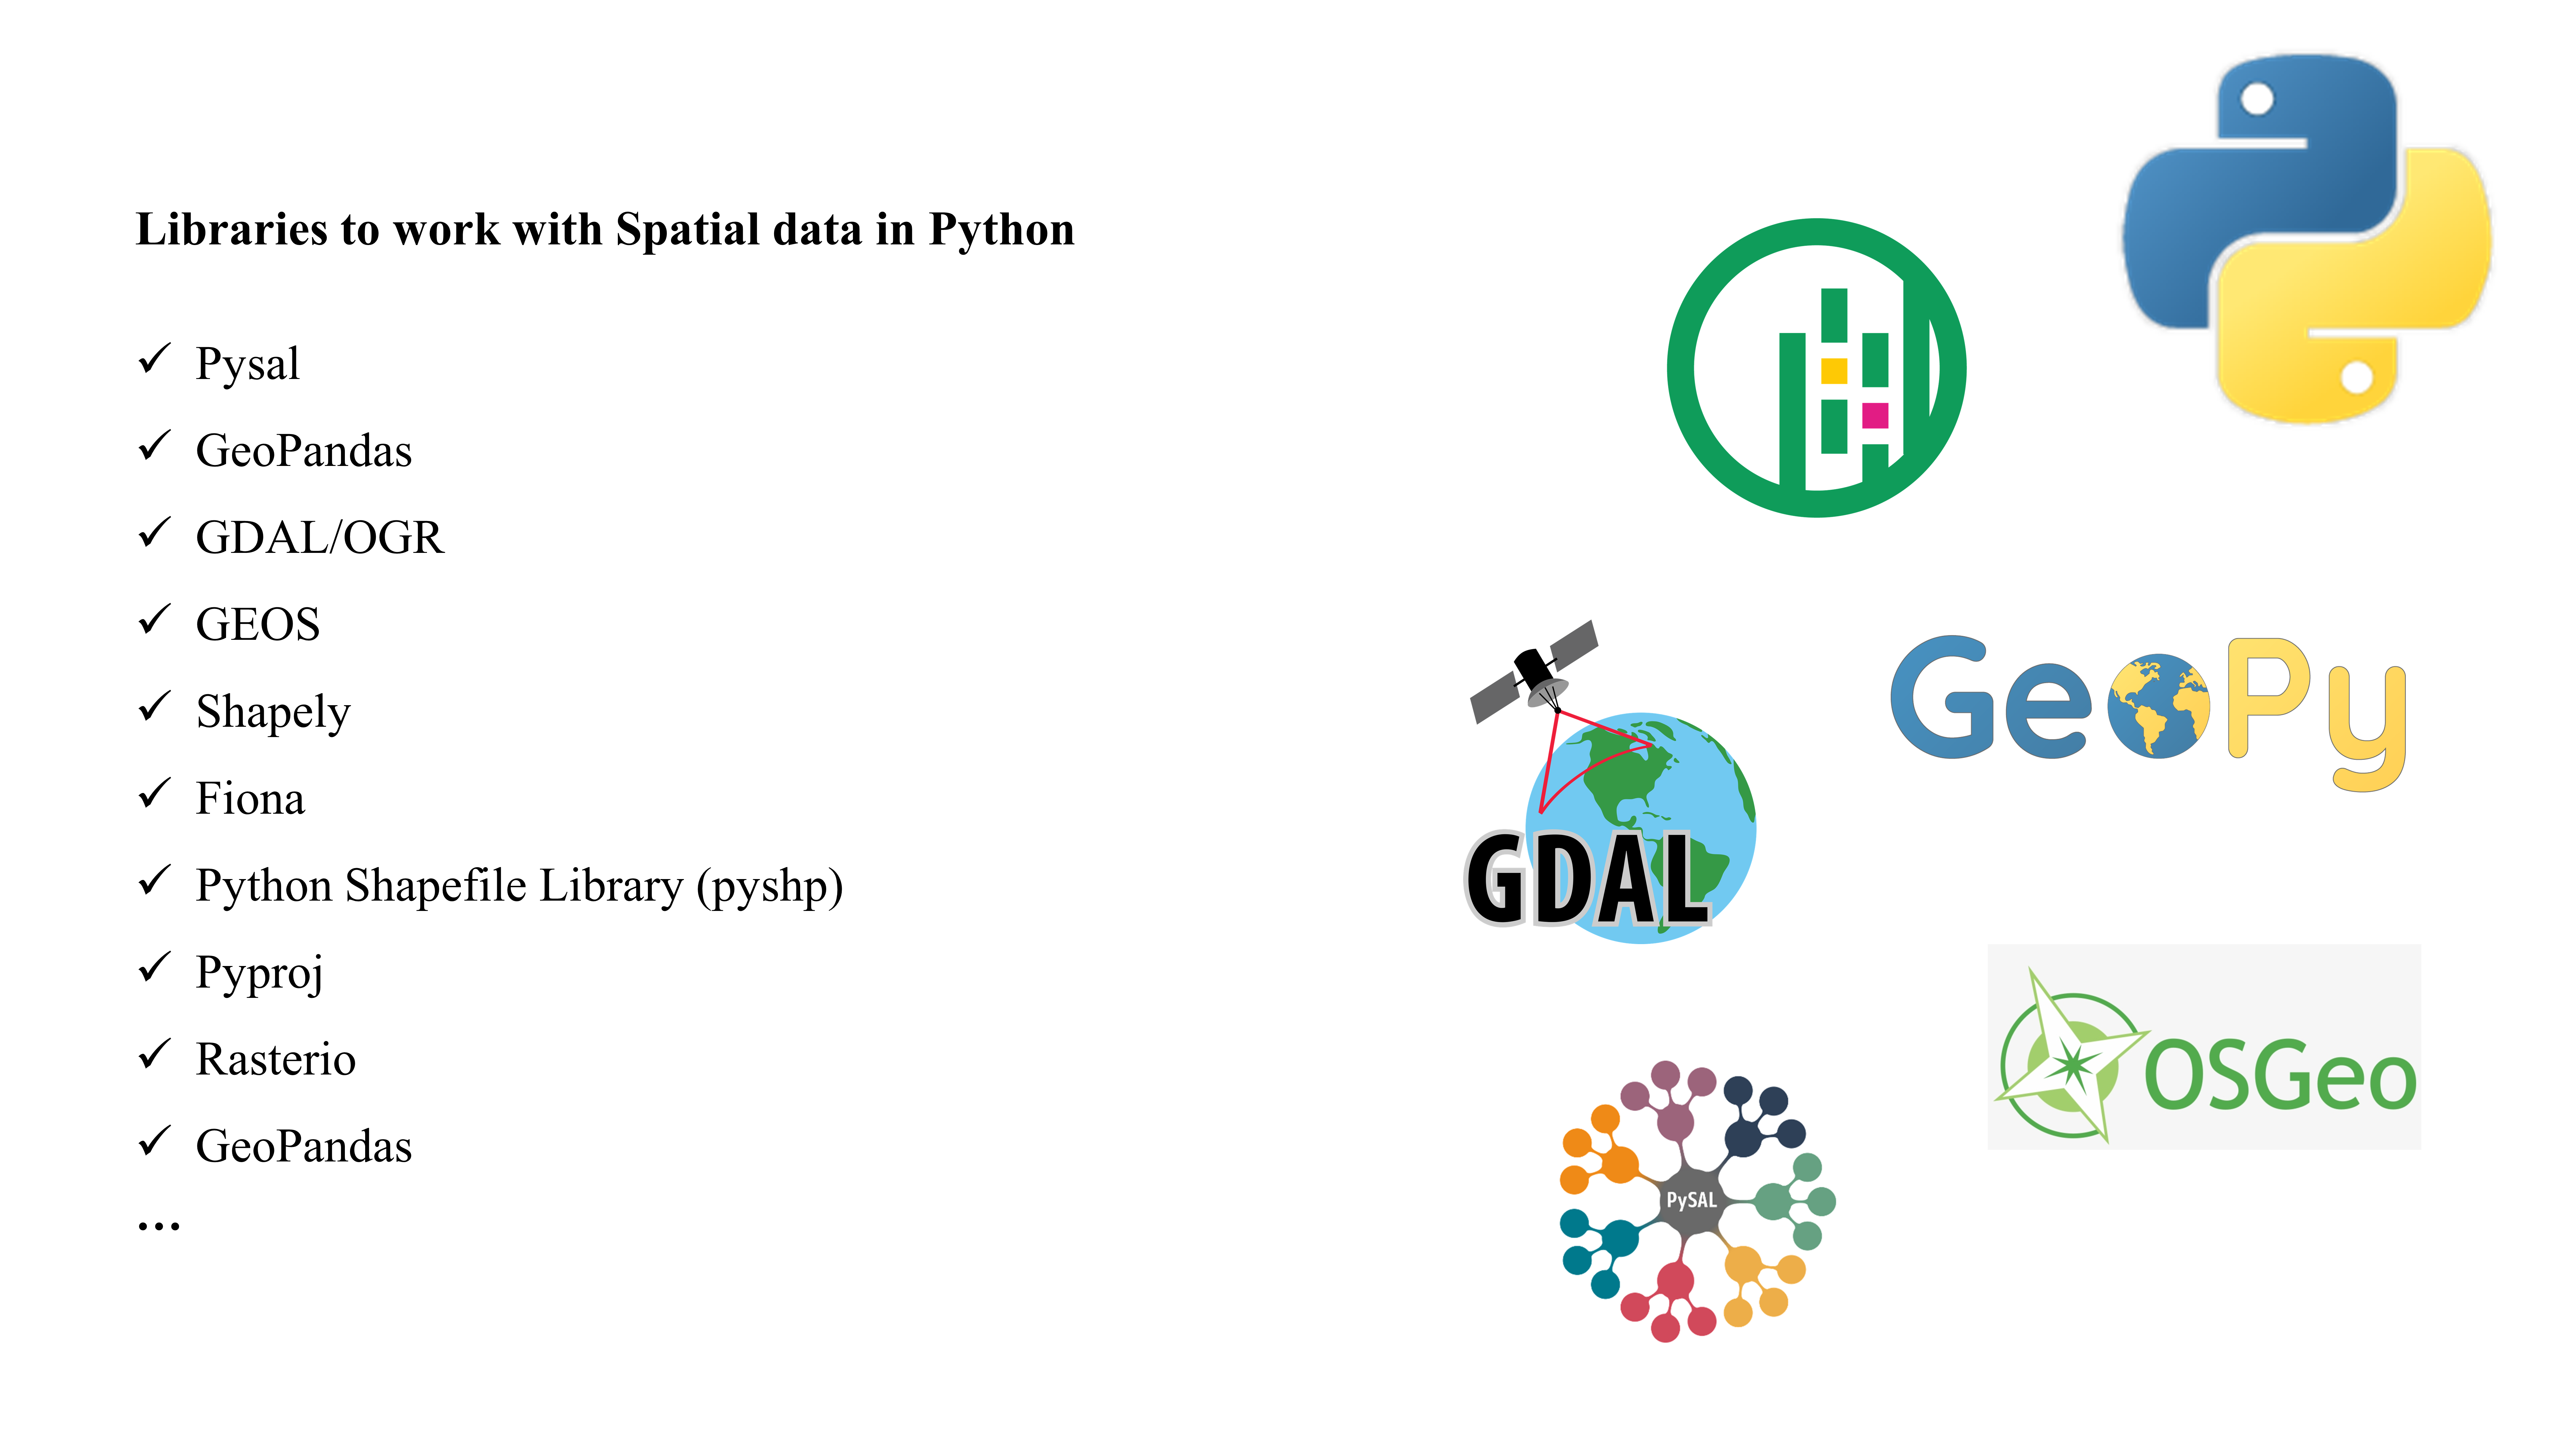 Libraries to work with Spatial data in Python
✓ Pysal
✓ GeoPandas
✓ GDAL/OGR
✓ GEOS
✓ Shapely
✓ Fiona
✓ Python Shapefile Library (pyshp)
✓ Pyproj
✓ Rasterio
✓ GeoPandas
...
GeoPy
GDAL
OSGeo
PySAL